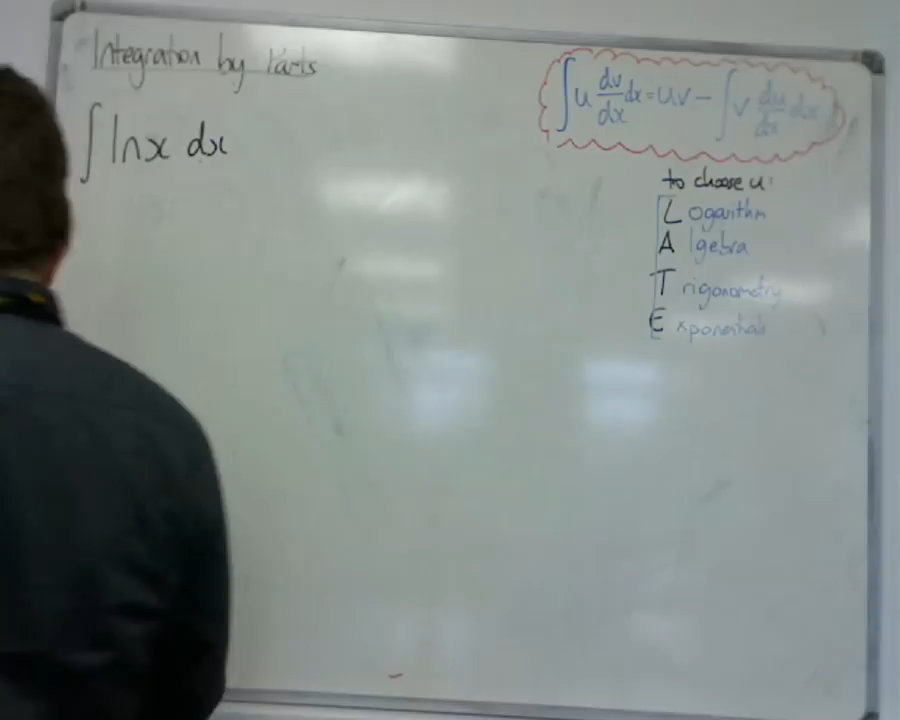 Integration by Parts
∫ u dv/dx dx = uv − ∫ v du/dx dx
∫ ln x dx
to choose u:
Logarithm
Algebra
Trigonometry
Exponentials